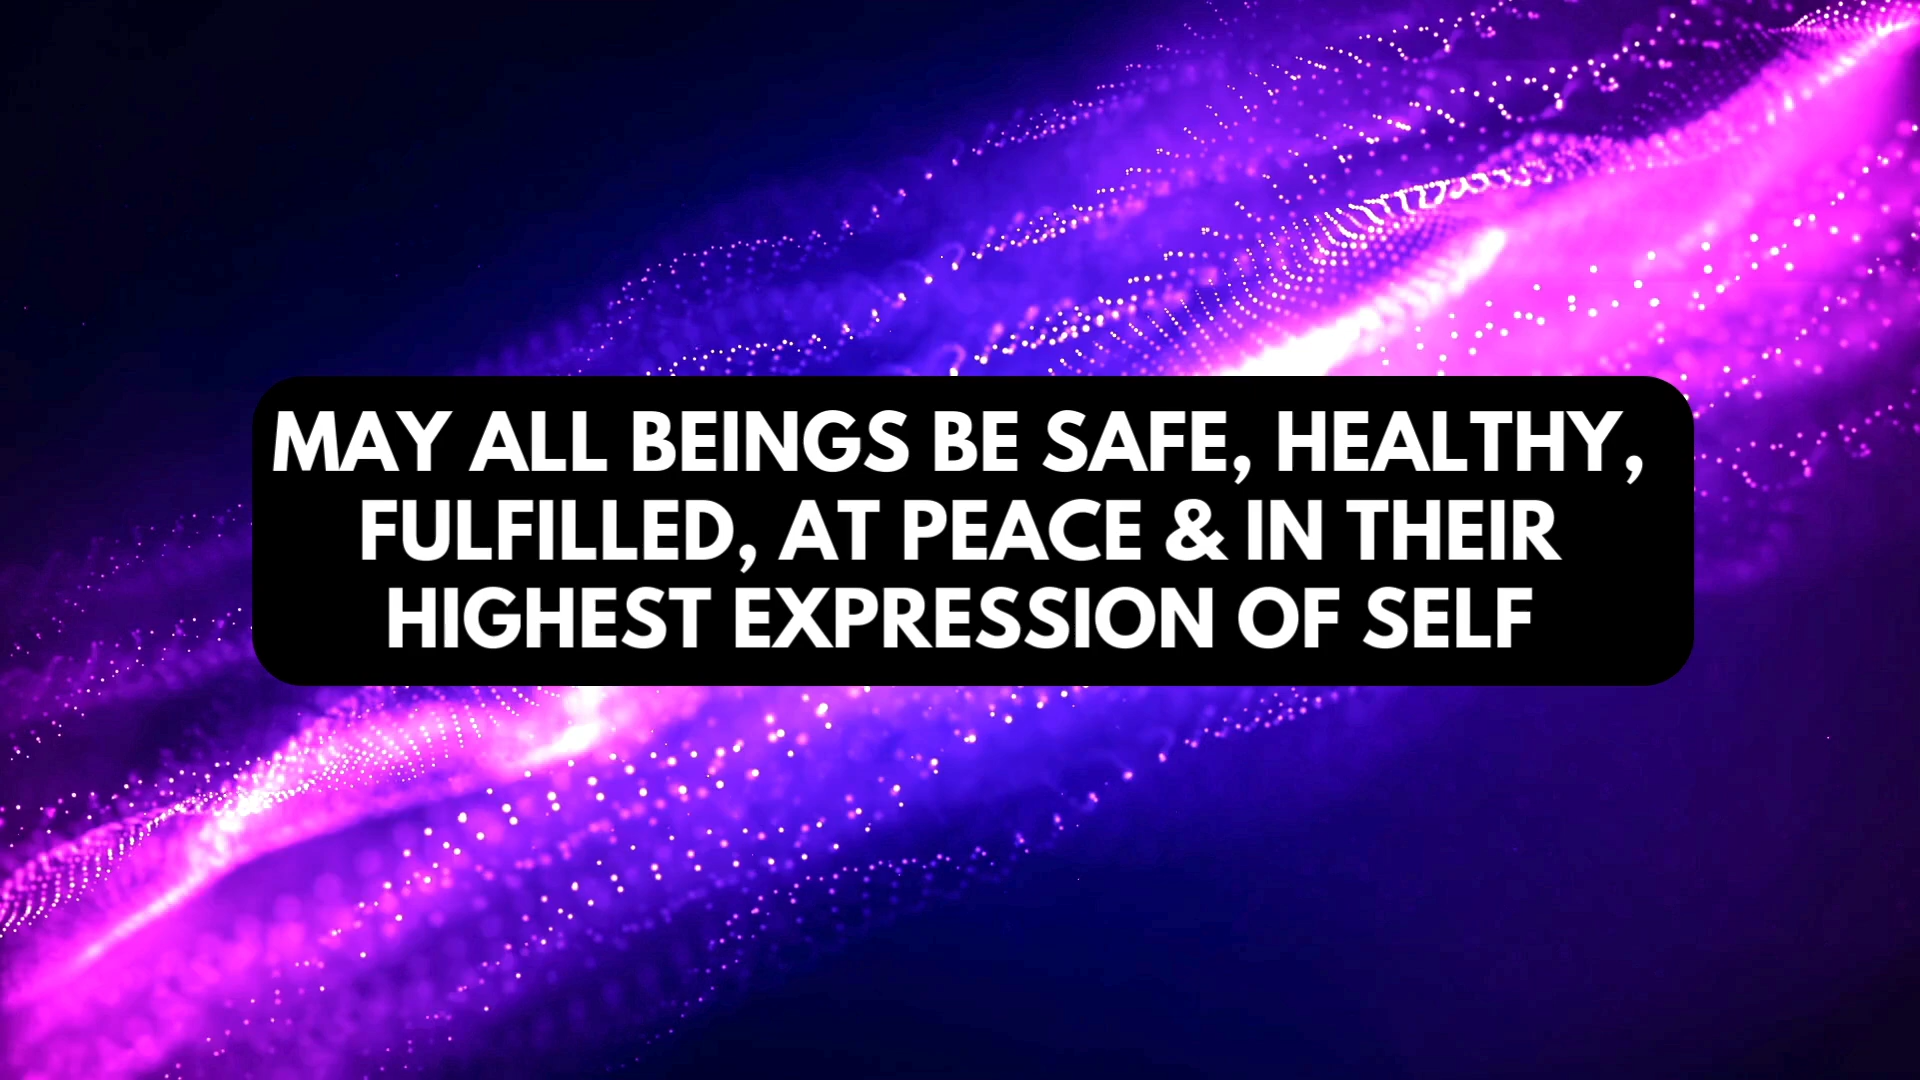 MAY ALL BEINGS BE SAFE, HEALTHY,
FULFILLED, AT PEACE & IN THEIR
HIGHEST EXPRESSION OF SELF